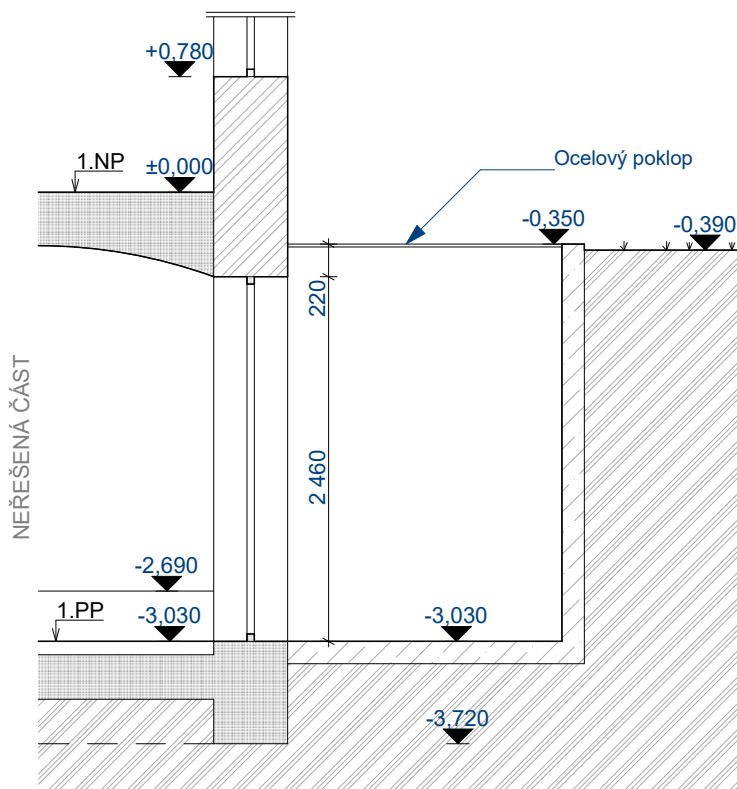 +0,780
1.NP
±0,000
Ocelový poklop
-0,350
-0,390
220
NEŘEŠENÁ ČÁST
2 460
-2,690
1.PP
-3,030
-3,030
-3,720